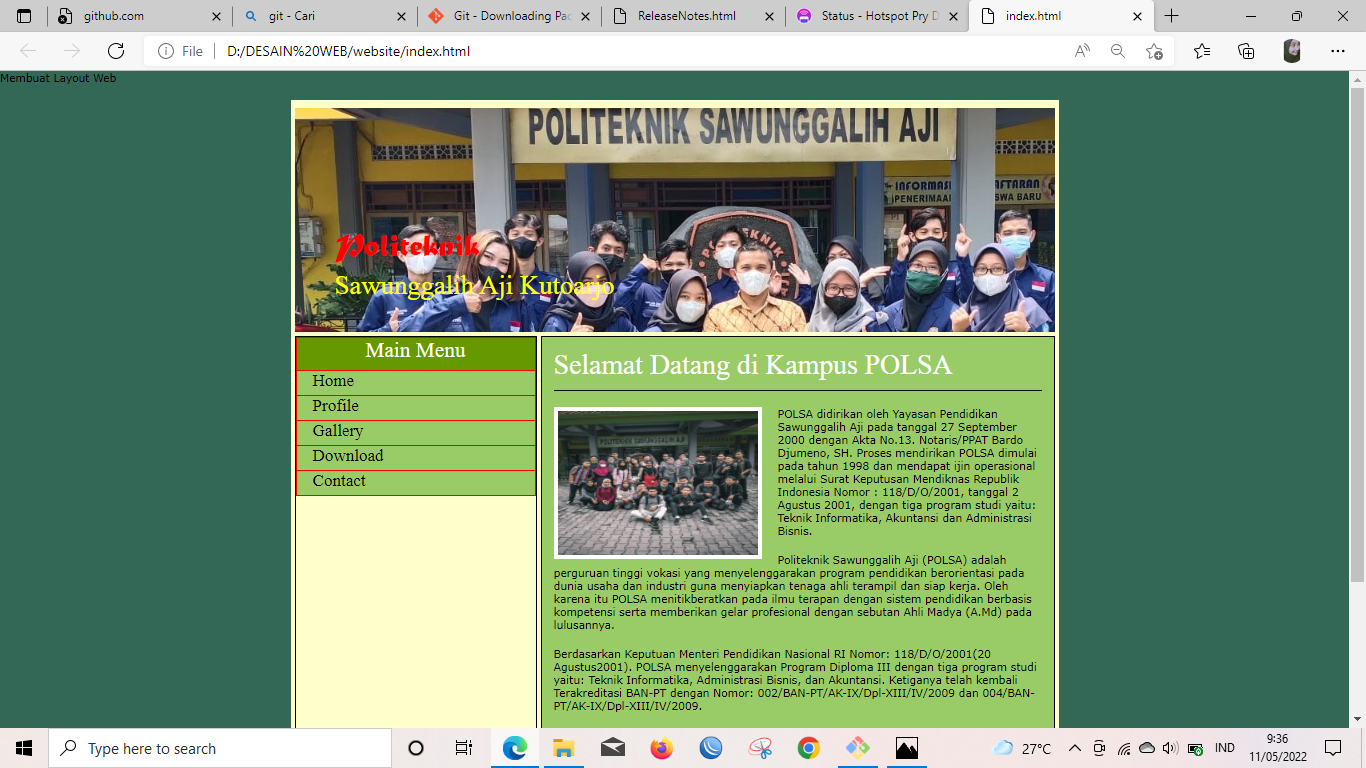 github.com
git - Cari
Git - Downloading Pac
ReleaseNotes.html
Status - Hotspot Pry D
index.html
File
D:/DESAIN%20WEB/website/index.html
Membuat Layout Web
POLITEKNIK SAWUNGGALIH AJI
INFORMASI
PENERIMAAN
DAFTARAN
SWA BARU
POLITEKNIK
Politeknik
Sawunggalih Aji Kutoarjo
Main Menu
Home
Profile
Gallery
Download
Contact
Selamat Datang di Kampus POLSA
POLITEKNIK SAWUNGGALIH AJI
POLSA didirikan oleh Yayasan Pendidikan
Sawunggalih Aji pada tanggal 27 September
2000 dengan Akta No.13. Notaris/PPAT Bardo
Djumeno, SH. Proses mendirikan POLSA dimulai
pada tahun 1998 dan mendapat ijin operasional
melalui Surat Keputusan Mendiknas Republik
Indonesia Nomor : 118/D/O/2001, tanggal 2
Agustus 2001, dengan tiga program studi yaitu:
Teknik Informatika, Akuntansi dan Administrasi
Bisnis.
Politeknik Sawunggalih Aji (POLSA) adalah
perguruan tinggi vokasi yang menyelenggarakan program pendidikan berorientasi pada
dunia usaha dan industri guna menyiapkan tenaga ahli terampil dan siap kerja. Oleh
karena itu POLSA menitikberatkan pada ilmu terapan dengan sistem pendidikan berbasis
kompetensi serta memberikan gelar profesional dengan sebutan Ahli Madya (A.Md) pada
lulusannya.
Berdasarkan Keputuan Menteri Pendidikan Nasional RI Nomor: 118/D/O/2001(20
Agustus2001). POLSA menyelenggarakan Program Diploma III dengan tiga program studi
yaitu: Teknik Informatika, Administrasi Bisnis, dan Akuntansi. Ketiganya telah kembali
Terakreditasi BAN-PT dengan Nomor: 002/BAN-PT/AK-IX/Dpl-XIII/IV/2009 dan 004/BAN-
PT/AK-IX/Dpl-XIII/IV/2009.
Type here to search
27°C
IND
9:36
11/05/2022